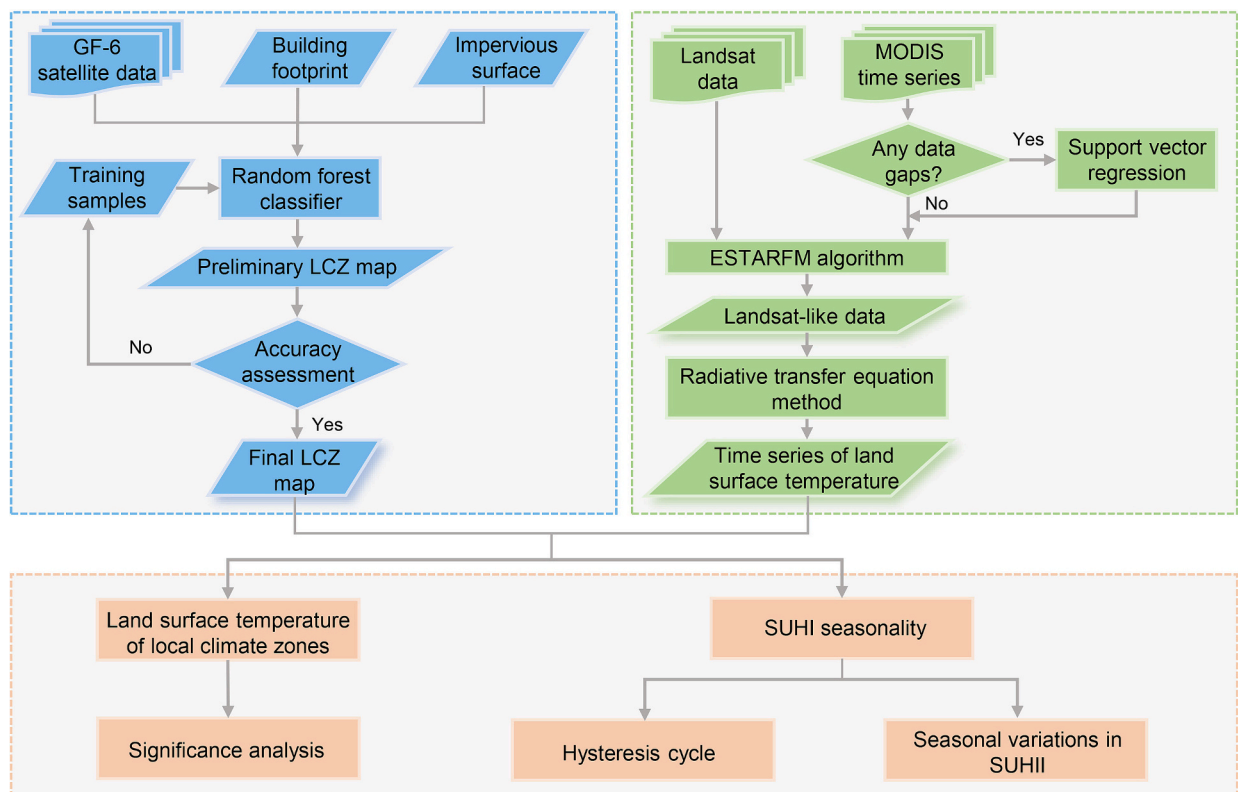 GF-6
satellite data
Building
footprint
Impervious
surface
Training
samples
Random forest
classifier
Preliminary LCZ map
No
Accuracy
assessment
Yes
Final LCZ
map
Landsat
data
MODIS
time series
Any data
gaps?
Yes
Support vector
regression
No
ESTARFM algorithm
Landsat-like data
Radiative transfer equation
method
Time series of land
surface temperature
Land surface temperature
of local climate zones
SUHI seasonality
Significance analysis
Hysteresis cycle
Seasonal variations in
SUHII